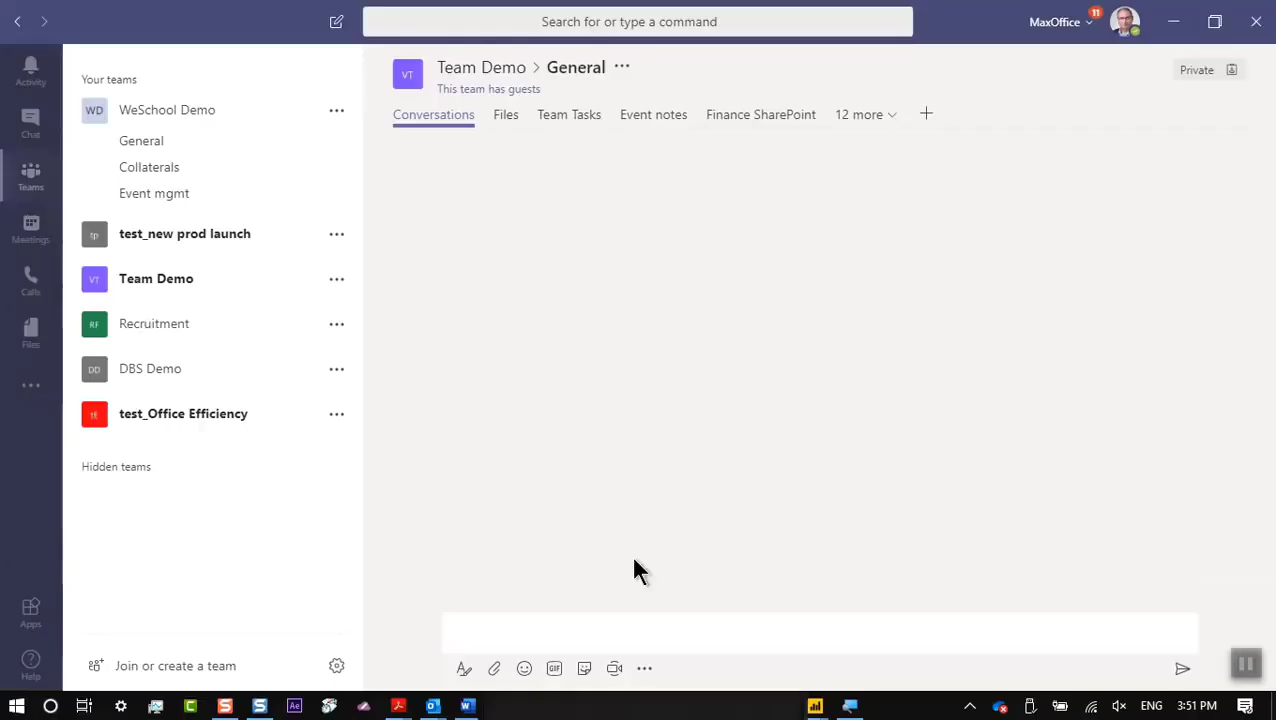 Search for or type a command
MaxOffice
11
Activity
Chat
Teams
Meetings
Calls
Files
Apps
Help
Your teams
WD WeSchool Demo
General
Collaterals
Event mgmt
tp test_new prod launch
VT Team Demo
RF Recruitment
DD DBS Demo
test_Office Efficiency
Hidden teams
Join or create a team
VT
Team Demo > General
This team has guests
Private
Conversations Files Team Tasks Event notes Finance SharePoint 12 more
GIF
Ae
ENG 3:51 PM